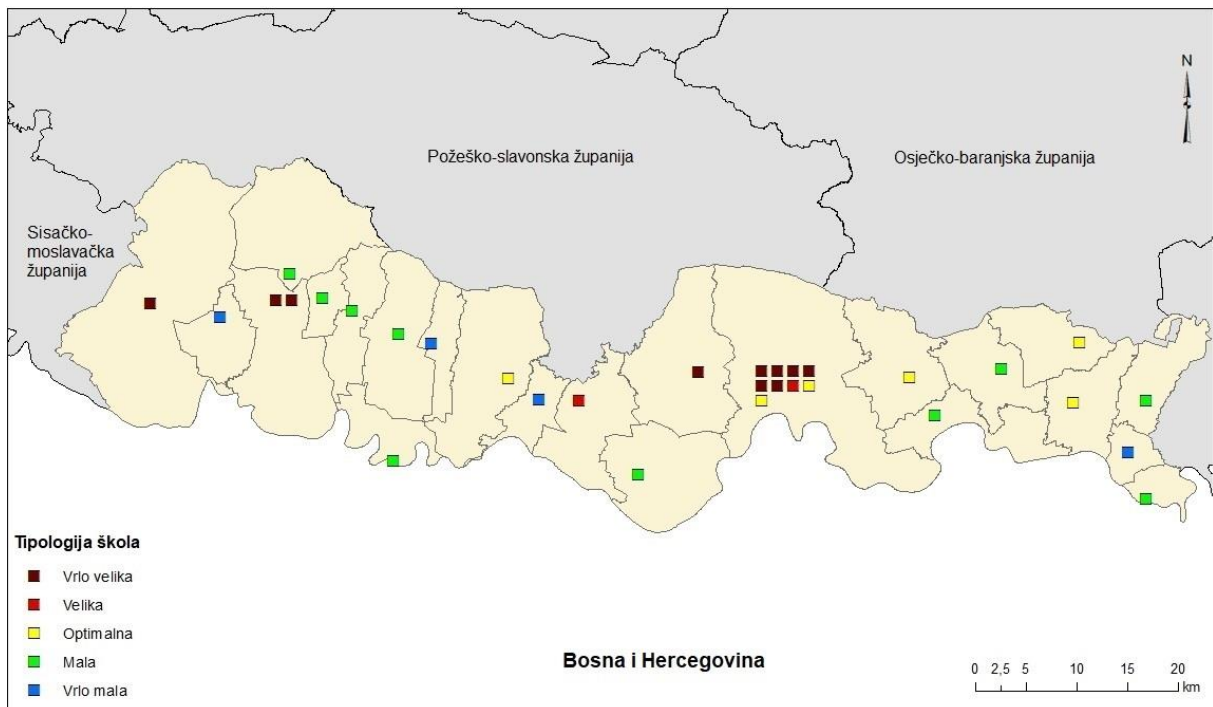 N
Požeško-slavonska županija
Osječko-baranjska županija
Sisačko-
moslavačka
županija
Tipologija škola
Vrlo velika
Velika
Optimalna
Mala
Vrlo mala
Bosna i Hercegovina
0 2,5 5 10 15 20
km